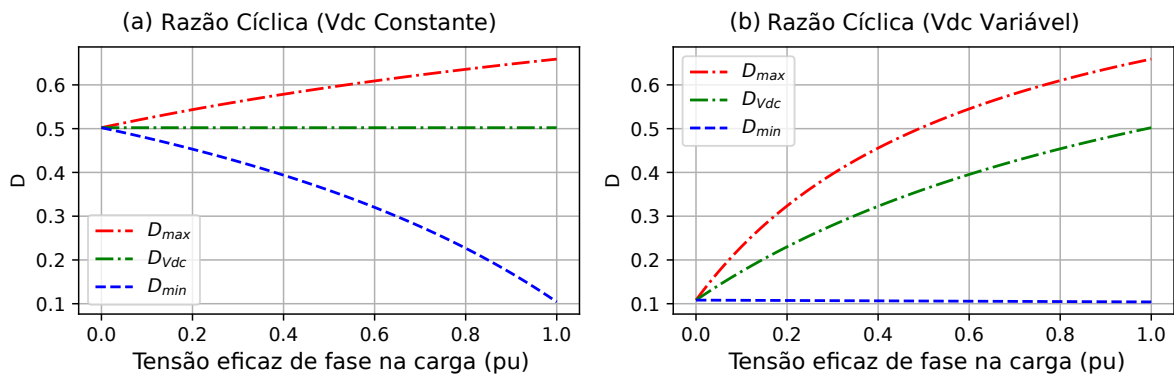 (a) Razão Cíclica (Vdc Constante)
D
0.6
0.5
0.4
0.3
0.2
0.1
D_max
D_Vdc
D_min
0.0 0.2 0.4 0.6 0.8 1.0
Tensão eficaz de fase na carga (pu)
(b) Razão Cíclica (Vdc Variável)
D
0.6
0.5
0.4
0.3
0.2
0.1
D_max
D_Vdc
D_min
0.0 0.2 0.4 0.6 0.8 1.0
Tensão eficaz de fase na carga (pu)